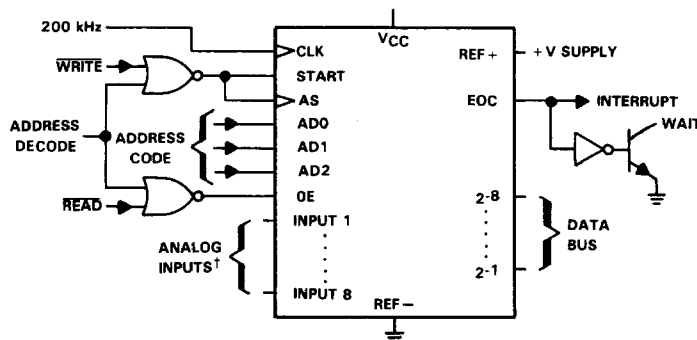 200 kHz
WRITE
ADDRESS
DECODE
READ
ADDRESS
CODE
ANALOG
INPUTS†
VCC
CLK
START
AS
AD0
AD1
AD2
OE
INPUT 1
INPUT 8
REF−
REF+
EOC
2-8
2-1
+V SUPPLY
INTERRUPT
WAIT
DATA
BUS